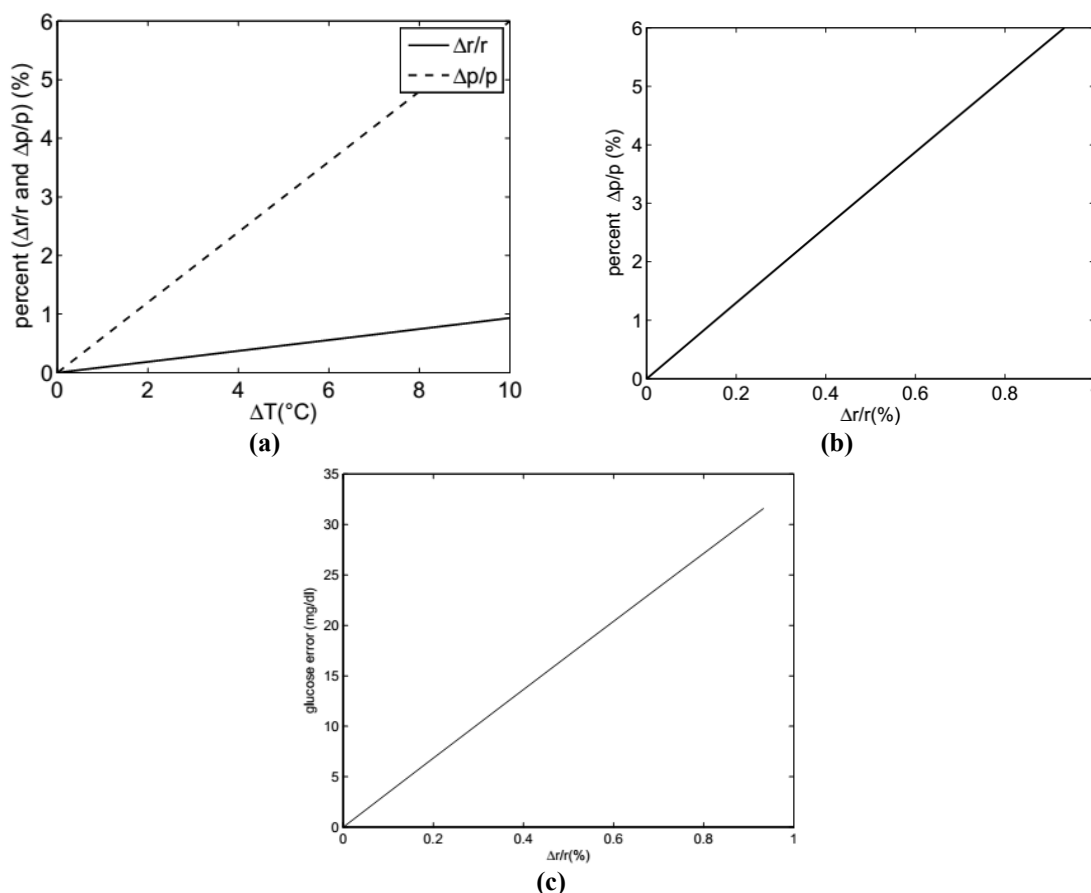 6
5
4
3
2
1
0
percent (Δr/r and Δp/p) (%)
Δr/r
Δp/p
0 2 4 6 8 10
ΔT(°C)
(a)
6
5
4
3
2
1
0
percent Δp/p (%)
0 0.2 0.4 0.6 0.8
Δr/r(%)
(b)
35
30
25
20
15
10
5
0
glucose error (mg/dl)
0 0.2 0.4 0.6 0.8 1
Δr/r(%)
(c)